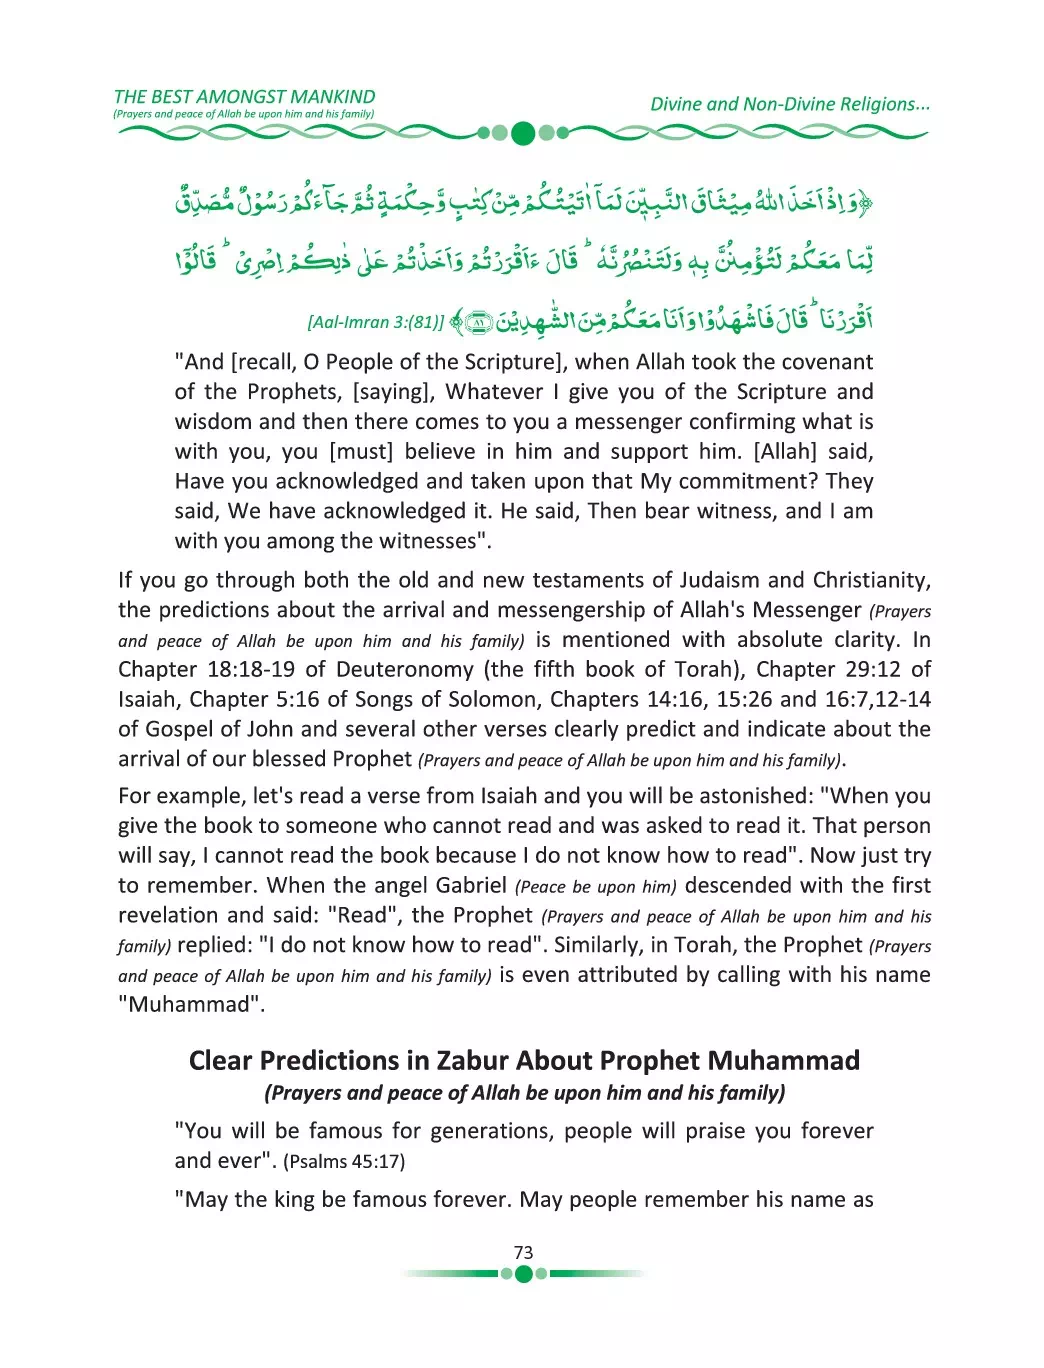 THE BEST AMONGST MANKIND
(Prayers and peace of Allah be upon him and his family)
Divine and Non-Divine Religions...
﴿وَ اِذْ اَخَذَ اللهُ مِيْثَاقَ النَّبِيّٖنَ لَمَاۤ اٰتَيْتُكُمْ مِّنْ كِتٰبٍ وَّحِكْمَةٍ ثُمَّ جَآءَكُمْ رَسُوْلٌ مُّصَدِّقٌ
لِّمَا مَعَكُمْ لَتُؤْمِنُنَّ بِهٖ وَلَتَنْصُرُنَّهٗ ؕ قَالَ ءَاَقْرَرْتُمْ وَاَخَذْتُمْ عَلٰى ذٰلِكُمْ اِصْرِىْ ؕ قَالُوْۤا
اَقْرَرْنَا ؕ قَالَ فَاشْهَدُوْا وَاَنَا مَعَكُمْ مِّنَ الشّٰهِدِيْنَ ۝٨١﴾ [Aal-Imran 3:(81)]
"And [recall, O People of the Scripture], when Allah took the covenant
of the Prophets, [saying], Whatever I give you of the Scripture and
wisdom and then there comes to you a messenger confirming what is
with you, you [must] believe in him and support him. [Allah] said,
Have you acknowledged and taken upon that My commitment? They
said, We have acknowledged it. He said, Then bear witness, and I am
with you among the witnesses".
If you go through both the old and new testaments of Judaism and Christianity,
the predictions about the arrival and messengership of Allah's Messenger (Prayers
and peace of Allah be upon him and his family) is mentioned with absolute clarity. In
Chapter 18:18-19 of Deuteronomy (the fifth book of Torah), Chapter 29:12 of
Isaiah, Chapter 5:16 of Songs of Solomon, Chapters 14:16, 15:26 and 16:7,12-14
of Gospel of John and several other verses clearly predict and indicate about the
arrival of our blessed Prophet (Prayers and peace of Allah be upon him and his family).
For example, let's read a verse from Isaiah and you will be astonished: "When you
give the book to someone who cannot read and was asked to read it. That person
will say, I cannot read the book because I do not know how to read". Now just try
to remember. When the angel Gabriel (Peace be upon him) descended with the first
revelation and said: "Read", the Prophet (Prayers and peace of Allah be upon him and his
family) replied: "I do not know how to read". Similarly, in Torah, the Prophet (Prayers
and peace of Allah be upon him and his family) is even attributed by calling with his name
"Muhammad".
Clear Predictions in Zabur About Prophet Muhammad
(Prayers and peace of Allah be upon him and his family)
"You will be famous for generations, people will praise you forever
and ever". (Psalms 45:17)
"May the king be famous forever. May people remember his name as
73